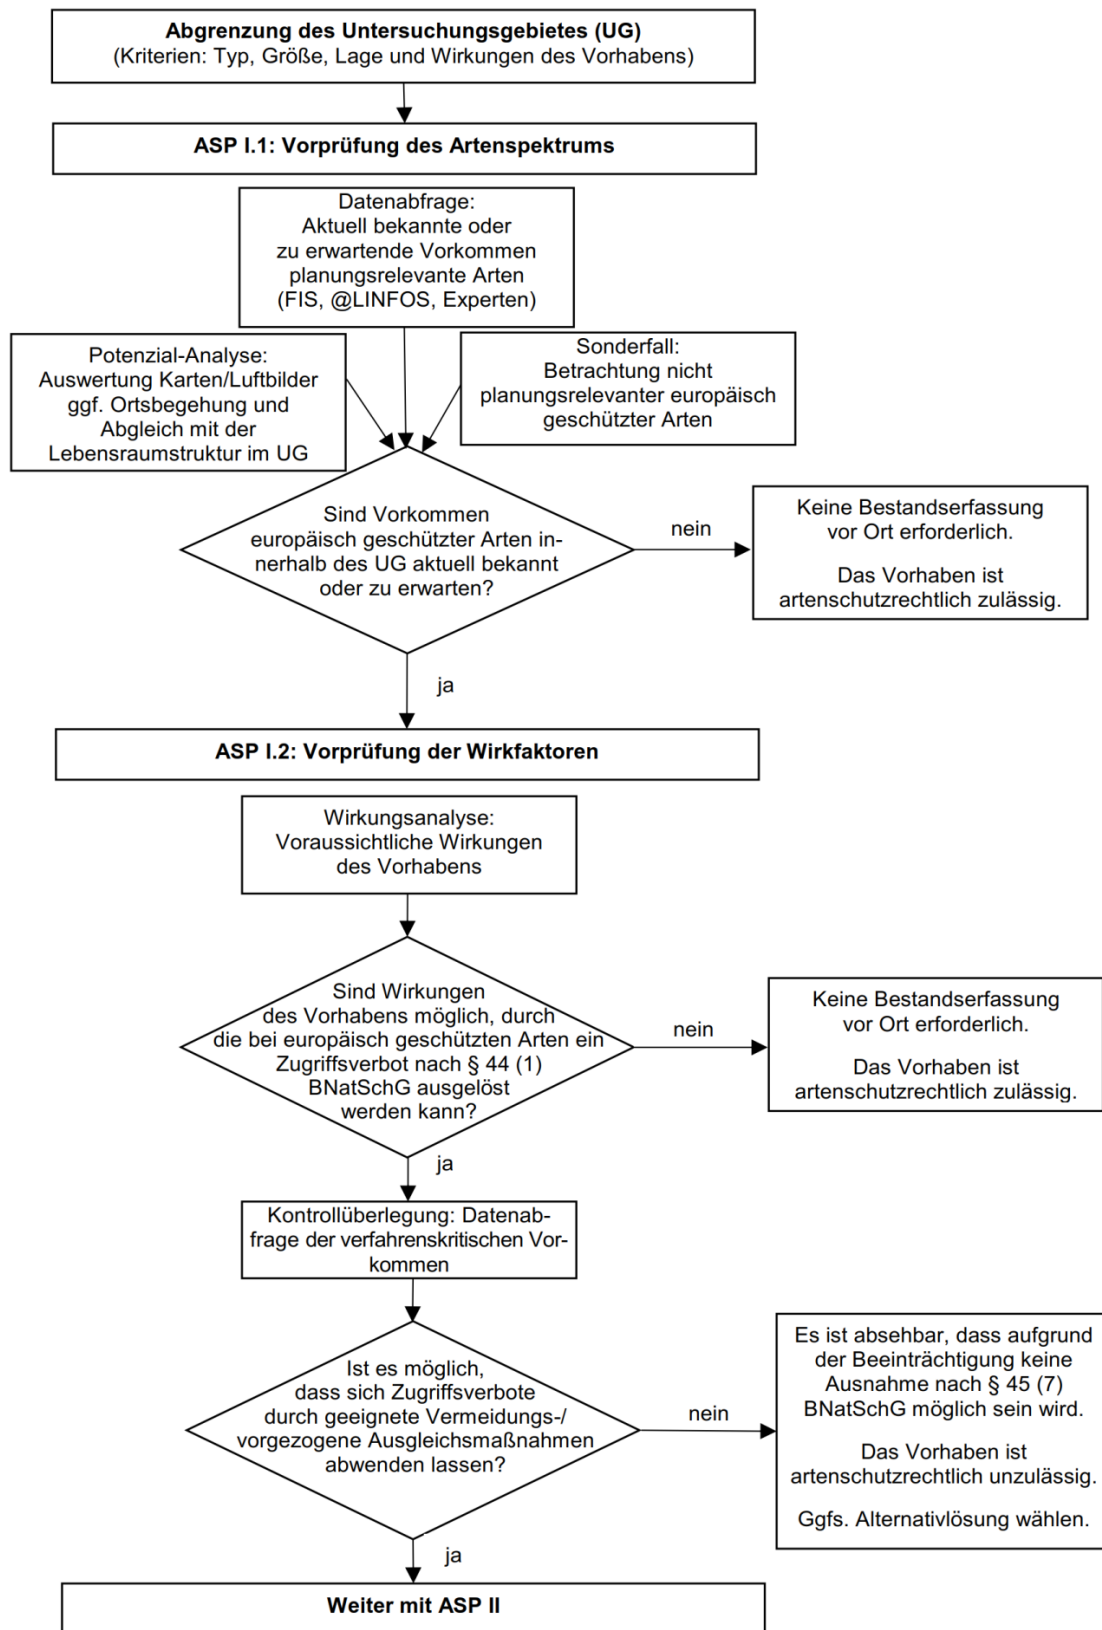 Abgrenzung des Untersuchungsgebietes (UG)
(Kriterien: Typ, Größe, Lage und Wirkungen des Vorhabens)
ASP I.1: Vorprüfung des Artenspektrums
Datenabfrage:
Aktuell bekannte oder
zu erwartende Vorkommen
planungsrelevante Arten
(FIS, @LINFOS, Experten)
Potenzial-Analyse:
Auswertung Karten/Luftbilder
ggf. Ortsbegehung und
Abgleich mit der
Lebensraumstruktur im UG
Sonderfall:
Betrachtung nicht
planungsrelevanter europäisch
geschützter Arten
Sind Vorkommen
europäisch geschützter Arten in-
nerhalb des UG aktuell bekannt
oder zu erwarten?
nein
Keine Bestandserfassung
vor Ort erforderlich.
Das Vorhaben ist
artenschutzrechtlich zulässig.
ja
ASP I.2: Vorprüfung der Wirkfaktoren
Wirkungsanalyse:
Voraussichtliche Wirkungen
des Vorhabens
Sind Wirkungen
des Vorhabens möglich, durch
die bei europäisch geschützten Arten ein
Zugriffsverbot nach § 44 (1)
BNatSchG ausgelöst
werden kann?
nein
Keine Bestandserfassung
vor Ort erforderlich.
Das Vorhaben ist
artenschutzrechtlich zulässig.
ja
Kontrollüberlegung: Datenab-
frage der verfahrenskritischen Vor-
kommen
Ist es möglich,
dass sich Zugriffsverbote
durch geeignete Vermeidungs-/
vorgezogene Ausgleichsmaßnahmen
abwenden lassen?
nein
Es ist absehbar, dass aufgrund
der Beeinträchtigung keine
Ausnahme nach § 45 (7)
BNatSchG möglich sein wird.
Das Vorhaben ist
artenschutzrechtlich unzulässig.
Ggfs. Alternativlösung wählen.
ja
Weiter mit ASP II